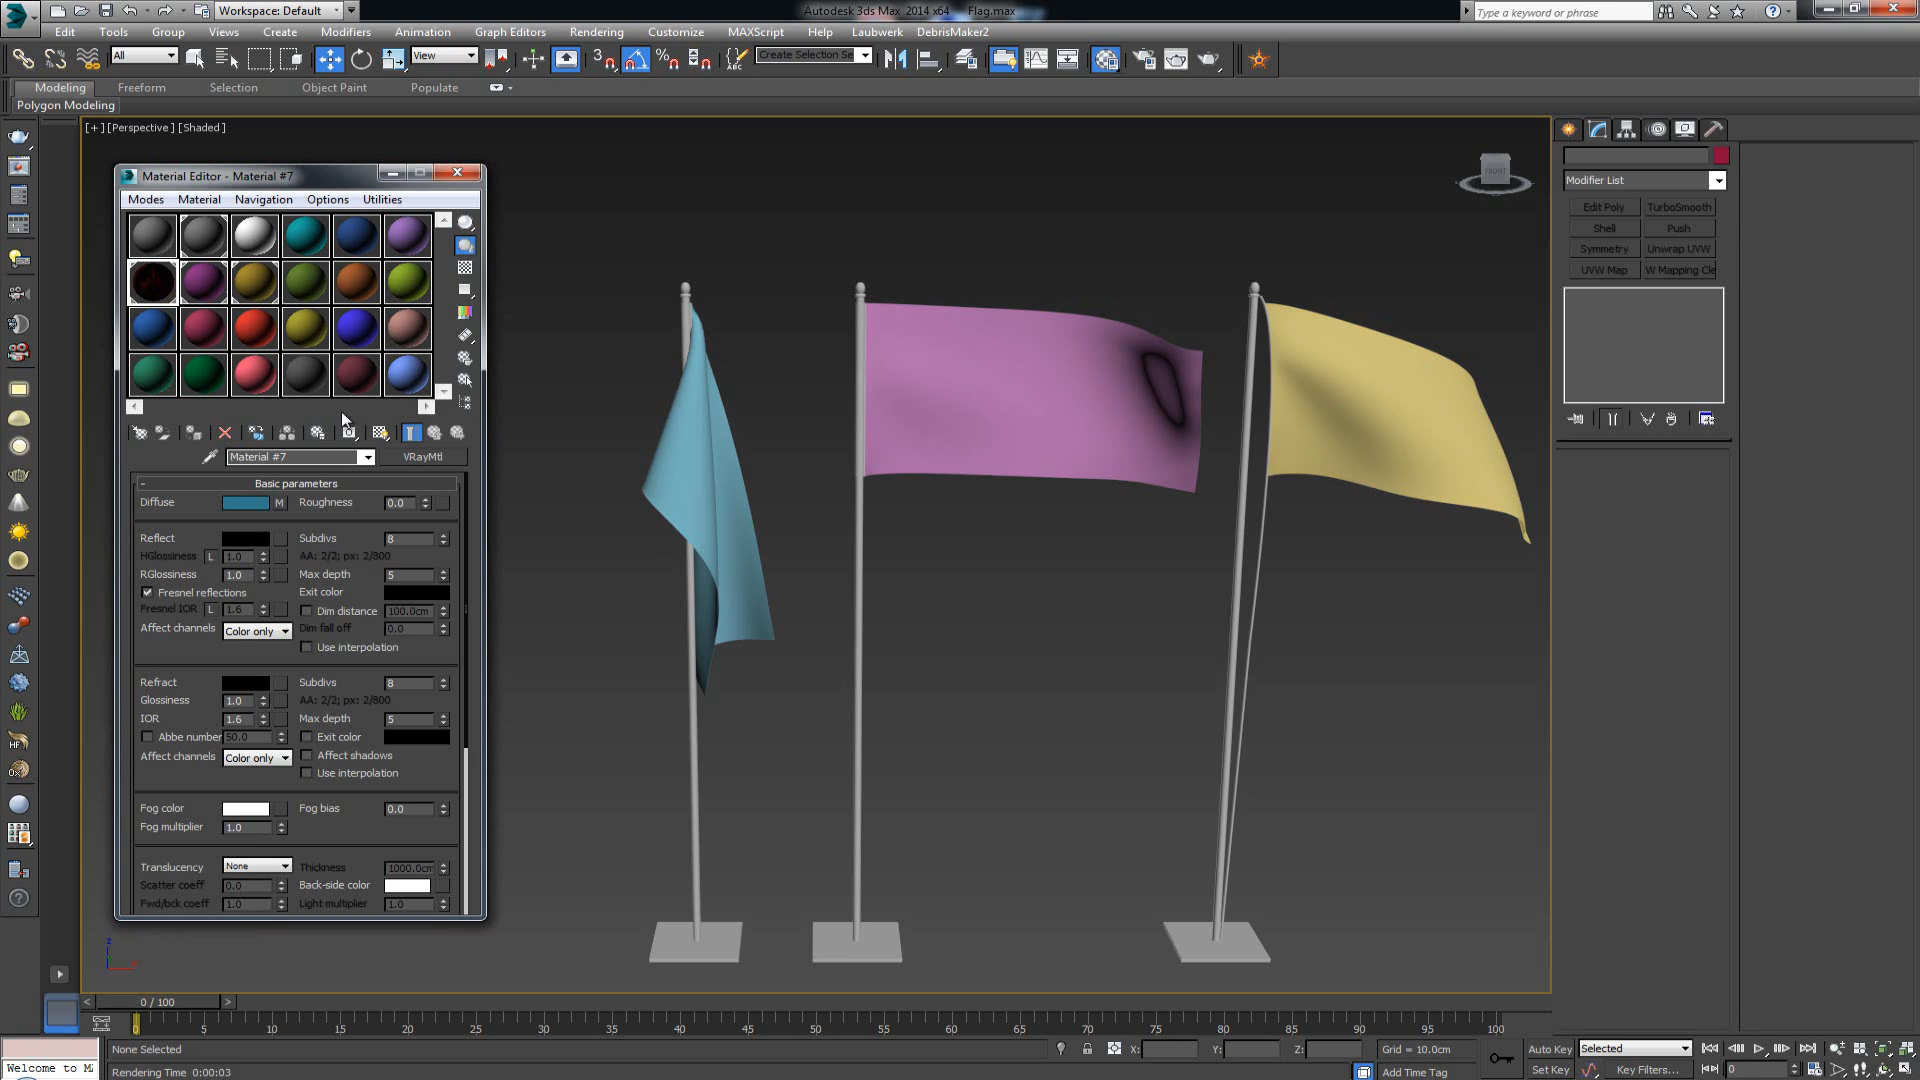 Workspace: Default
Autodesk 3ds Max 2014 x64 Flag.max
Type a keyword or phrase
Edit Tools Group Views Create Modifiers Animation Graph Editors Rendering Customize MAXScript Help Laubwerk DebrisMaker2
All View Create Selection Se
Modeling Freeform Selection Object Paint Populate
Polygon Modeling
[+] [Perspective] [Shaded]
FRONT
Material Editor - Material #7
Modes Material Navigation Options Utilities
Material #7 VRayMtl
- Basic parameters
Diffuse M Roughness 0.0
Reflect Subdivs 8
HGlossiness L 1.0 AA: 2/2; px: 2/800
RGlossiness 1.0 Max depth 5
Fresnel reflections Exit color
Fresnel IOR L 1.6 Dim distance 100.0cm
Affect channels Color only Dim fall off 0.0
Use interpolation
Refract Subdivs 8
Glossiness 1.0 AA: 2/2; px: 2/800
IOR 1.6 Max depth 5
Abbe number 50.0 Exit color
Affect channels Color only Affect shadows
Use interpolation
Fog color Fog bias 0.0
Fog multiplier 1.0
Translucency None Thickness 1000.0cm
Scatter coeff 0.0 Back-side color
Fwd/bck coeff 1.0 Light multiplier 1.0
Modifier List
Edit Poly TurboSmooth
Shell Push
Symmetry Unwrap UVW
UVW Map W Mapping Cle
z
0 / 100
0 5 10 15 20 25 30 35 40 45 50 55 60 65 70 75 80 85 90 95 100
None Selected X: Y: Z: Grid = 10.0cm Auto Key Selected
Welcome to MA Rendering Time 0:00:03 Add Time Tag Set Key Key Filters... 0